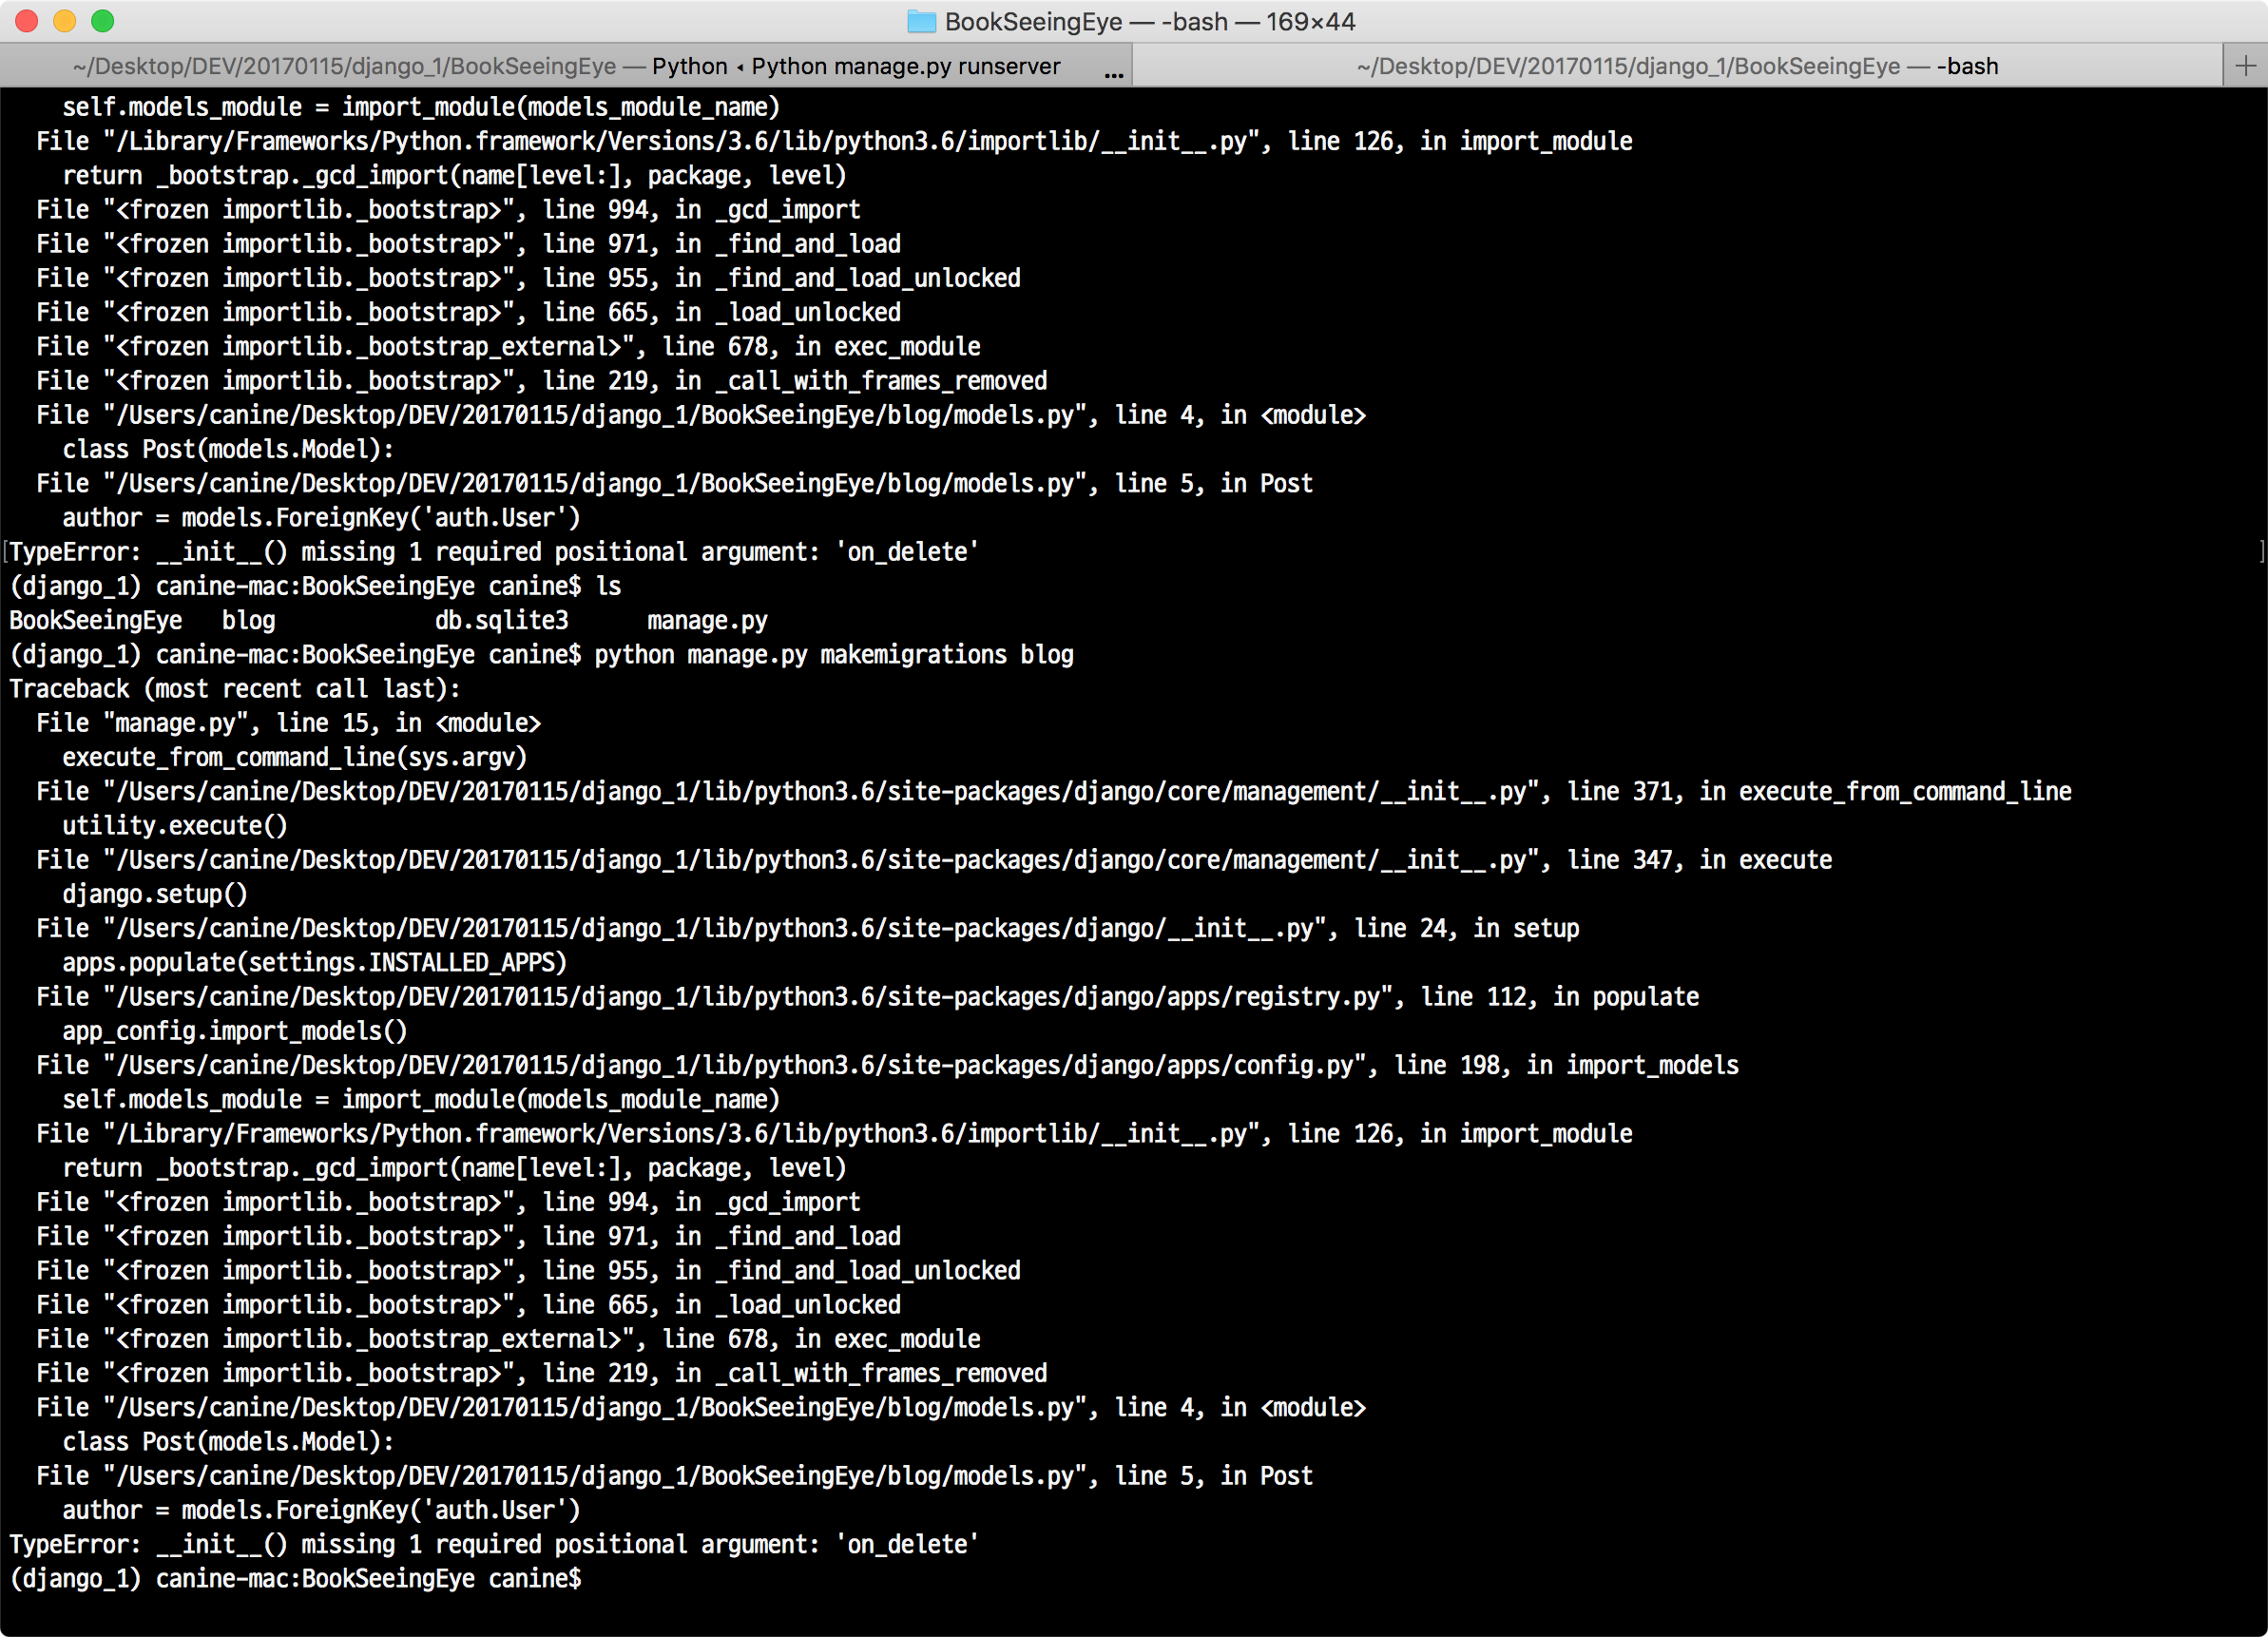 BookSeeingEye — -bash — 169×44
~/Desktop/DEV/20170115/django_1/BookSeeingEye — Python ◂ Python manage.py runserver ... ~/Desktop/DEV/20170115/django_1/BookSeeingEye — -bash +
    self.models_module = import_module(models_module_name)
  File "/Library/Frameworks/Python.framework/Versions/3.6/lib/python3.6/importlib/__init__.py", line 126, in import_module
    return _bootstrap._gcd_import(name[level:], package, level)
  File "<frozen importlib._bootstrap>", line 994, in _gcd_import
  File "<frozen importlib._bootstrap>", line 971, in _find_and_load
  File "<frozen importlib._bootstrap>", line 955, in _find_and_load_unlocked
  File "<frozen importlib._bootstrap>", line 665, in _load_unlocked
  File "<frozen importlib._bootstrap_external>", line 678, in exec_module
  File "<frozen importlib._bootstrap>", line 219, in _call_with_frames_removed
  File "/Users/canine/Desktop/DEV/20170115/django_1/BookSeeingEye/blog/models.py", line 4, in <module>
    class Post(models.Model):
  File "/Users/canine/Desktop/DEV/20170115/django_1/BookSeeingEye/blog/models.py", line 5, in Post
    author = models.ForeignKey('auth.User')
[TypeError: __init__() missing 1 required positional argument: 'on_delete' ]
(django_1) canine-mac:BookSeeingEye canine$ ls
BookSeeingEye   blog            db.sqlite3      manage.py
(django_1) canine-mac:BookSeeingEye canine$ python manage.py makemigrations blog
Traceback (most recent call last):
  File "manage.py", line 15, in <module>
    execute_from_command_line(sys.argv)
  File "/Users/canine/Desktop/DEV/20170115/django_1/lib/python3.6/site-packages/django/core/management/__init__.py", line 371, in execute_from_command_line
    utility.execute()
  File "/Users/canine/Desktop/DEV/20170115/django_1/lib/python3.6/site-packages/django/core/management/__init__.py", line 347, in execute
    django.setup()
  File "/Users/canine/Desktop/DEV/20170115/django_1/lib/python3.6/site-packages/django/__init__.py", line 24, in setup
    apps.populate(settings.INSTALLED_APPS)
  File "/Users/canine/Desktop/DEV/20170115/django_1/lib/python3.6/site-packages/django/apps/registry.py", line 112, in populate
    app_config.import_models()
  File "/Users/canine/Desktop/DEV/20170115/django_1/lib/python3.6/site-packages/django/apps/config.py", line 198, in import_models
    self.models_module = import_module(models_module_name)
  File "/Library/Frameworks/Python.framework/Versions/3.6/lib/python3.6/importlib/__init__.py", line 126, in import_module
    return _bootstrap._gcd_import(name[level:], package, level)
  File "<frozen importlib._bootstrap>", line 994, in _gcd_import
  File "<frozen importlib._bootstrap>", line 971, in _find_and_load
  File "<frozen importlib._bootstrap>", line 955, in _find_and_load_unlocked
  File "<frozen importlib._bootstrap>", line 665, in _load_unlocked
  File "<frozen importlib._bootstrap_external>", line 678, in exec_module
  File "<frozen importlib._bootstrap>", line 219, in _call_with_frames_removed
  File "/Users/canine/Desktop/DEV/20170115/django_1/BookSeeingEye/blog/models.py", line 4, in <module>
    class Post(models.Model):
  File "/Users/canine/Desktop/DEV/20170115/django_1/BookSeeingEye/blog/models.py", line 5, in Post
    author = models.ForeignKey('auth.User')
TypeError: __init__() missing 1 required positional argument: 'on_delete'
(django_1) canine-mac:BookSeeingEye canine$